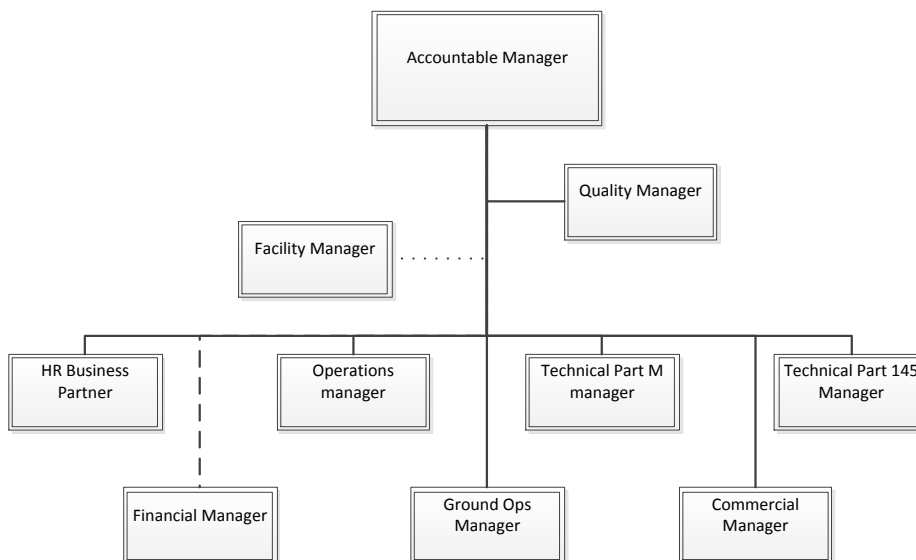 Accountable Manager
Quality Manager
Facility Manager
HR Business
Partner
Operations
manager
Technical Part M
manager
Technical Part 145
Manager
Financial Manager
Ground Ops
Manager
Commercial
Manager